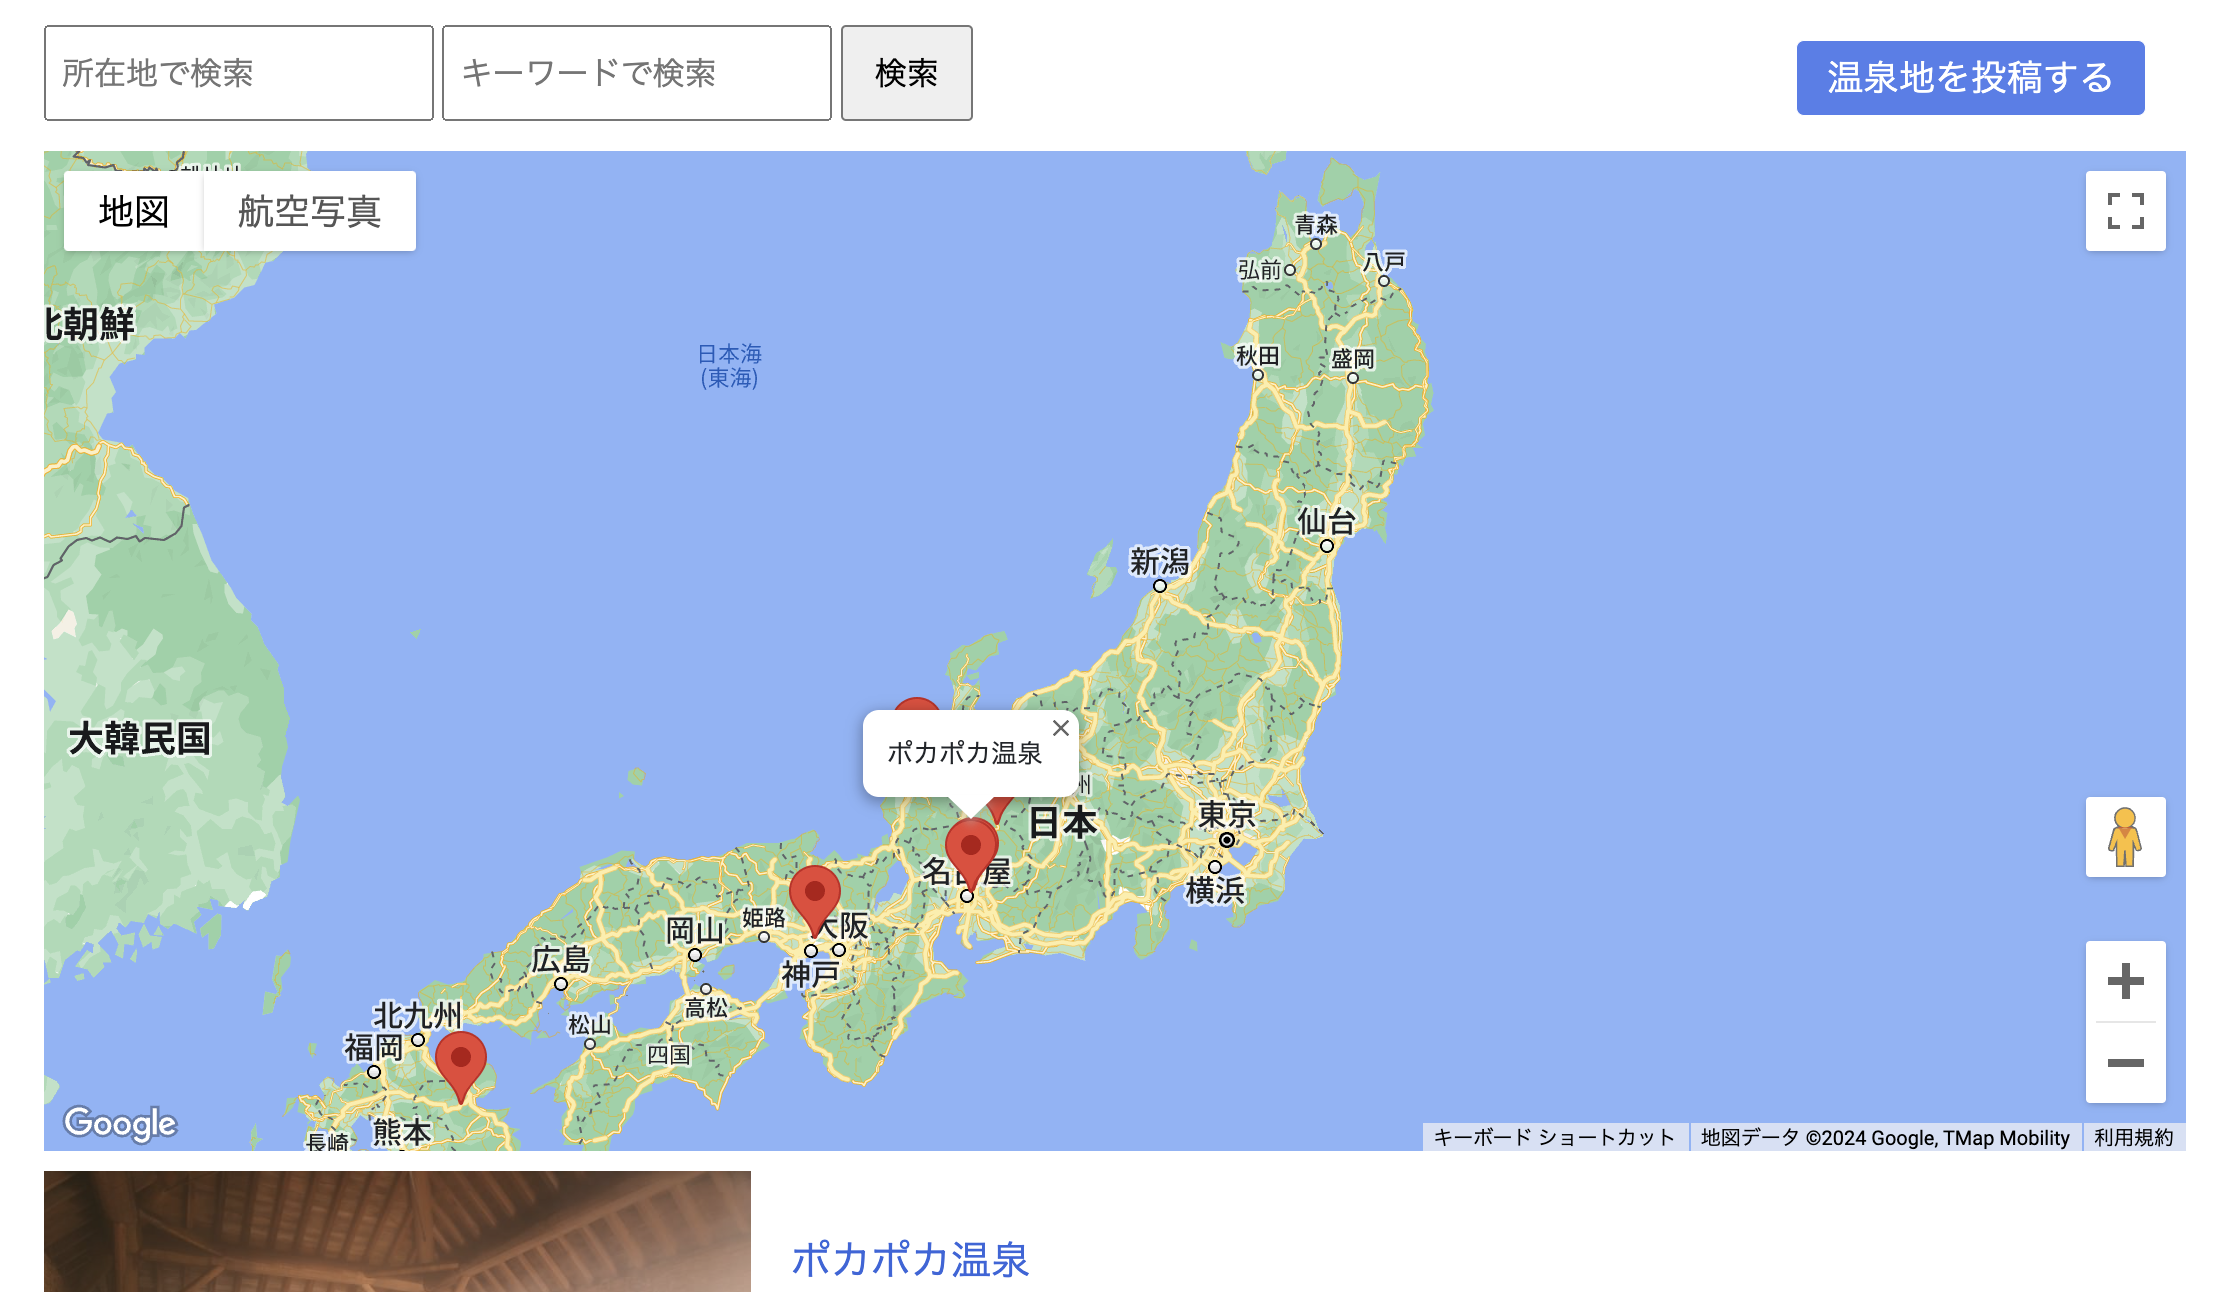 所在地で検索
キーワードで検索
検索
温泉地を投稿する
地図
航空写真
青森
弘前
八戸
北朝鮮
日本海
(東海)
秋田
盛岡
仙台
新潟
大韓民国
ポカポカ温泉
州
日本
東京
名古屋
横浜
姫路
大阪
岡山
神戸
広島
高松
北九州
松山
福岡
四国
熊本
長崎
Google
キーボード ショートカット
地図データ ©2024 Google, TMap Mobility
利用規約
ポカポカ温泉